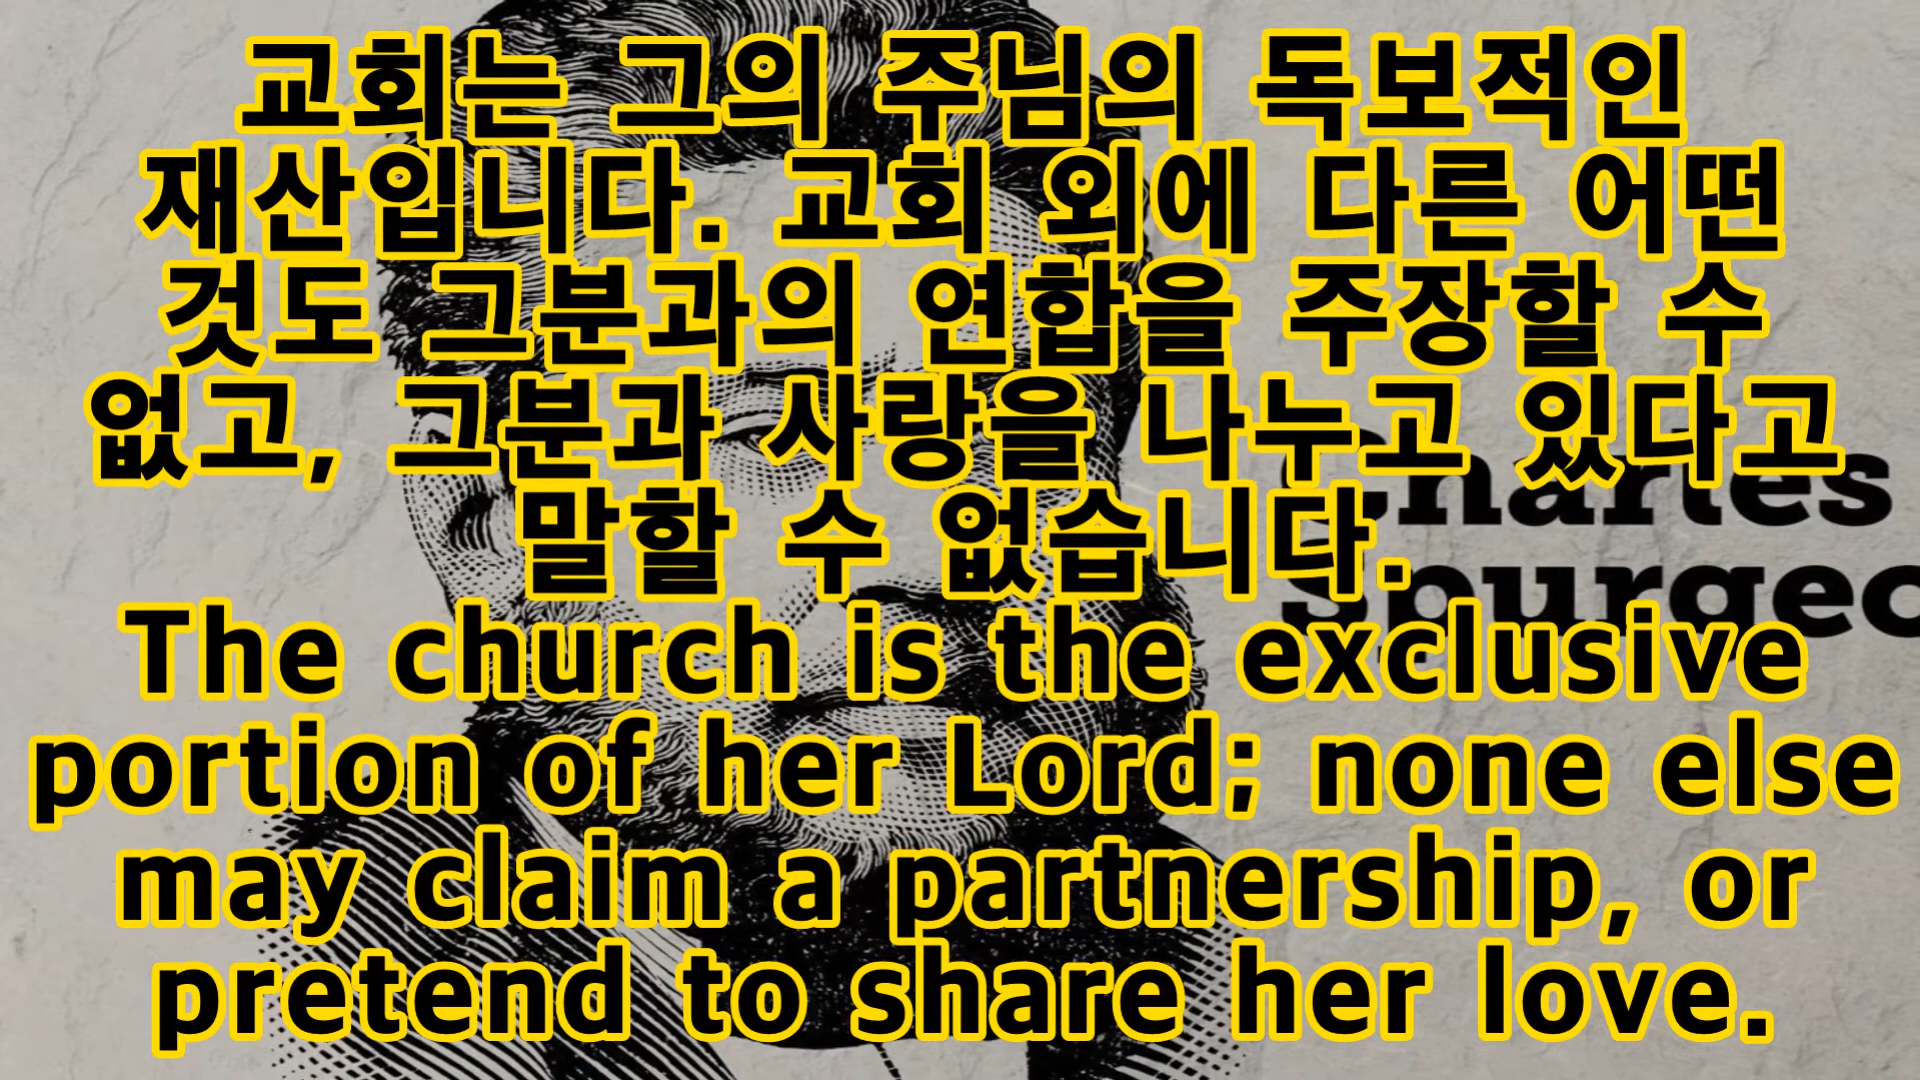 교회는 그의 주님의 독보적인
재산입니다. 교회 외에 다른 어떤
것도 그분과의 연합을 주장할 수
없고, 그분과 사랑을 나누고 있다고
말할 수 없습니다.
Charles
Spurgeo
The church is the exclusive
portion of her Lord; none else
may claim a partnership, or
pretend to share her love.